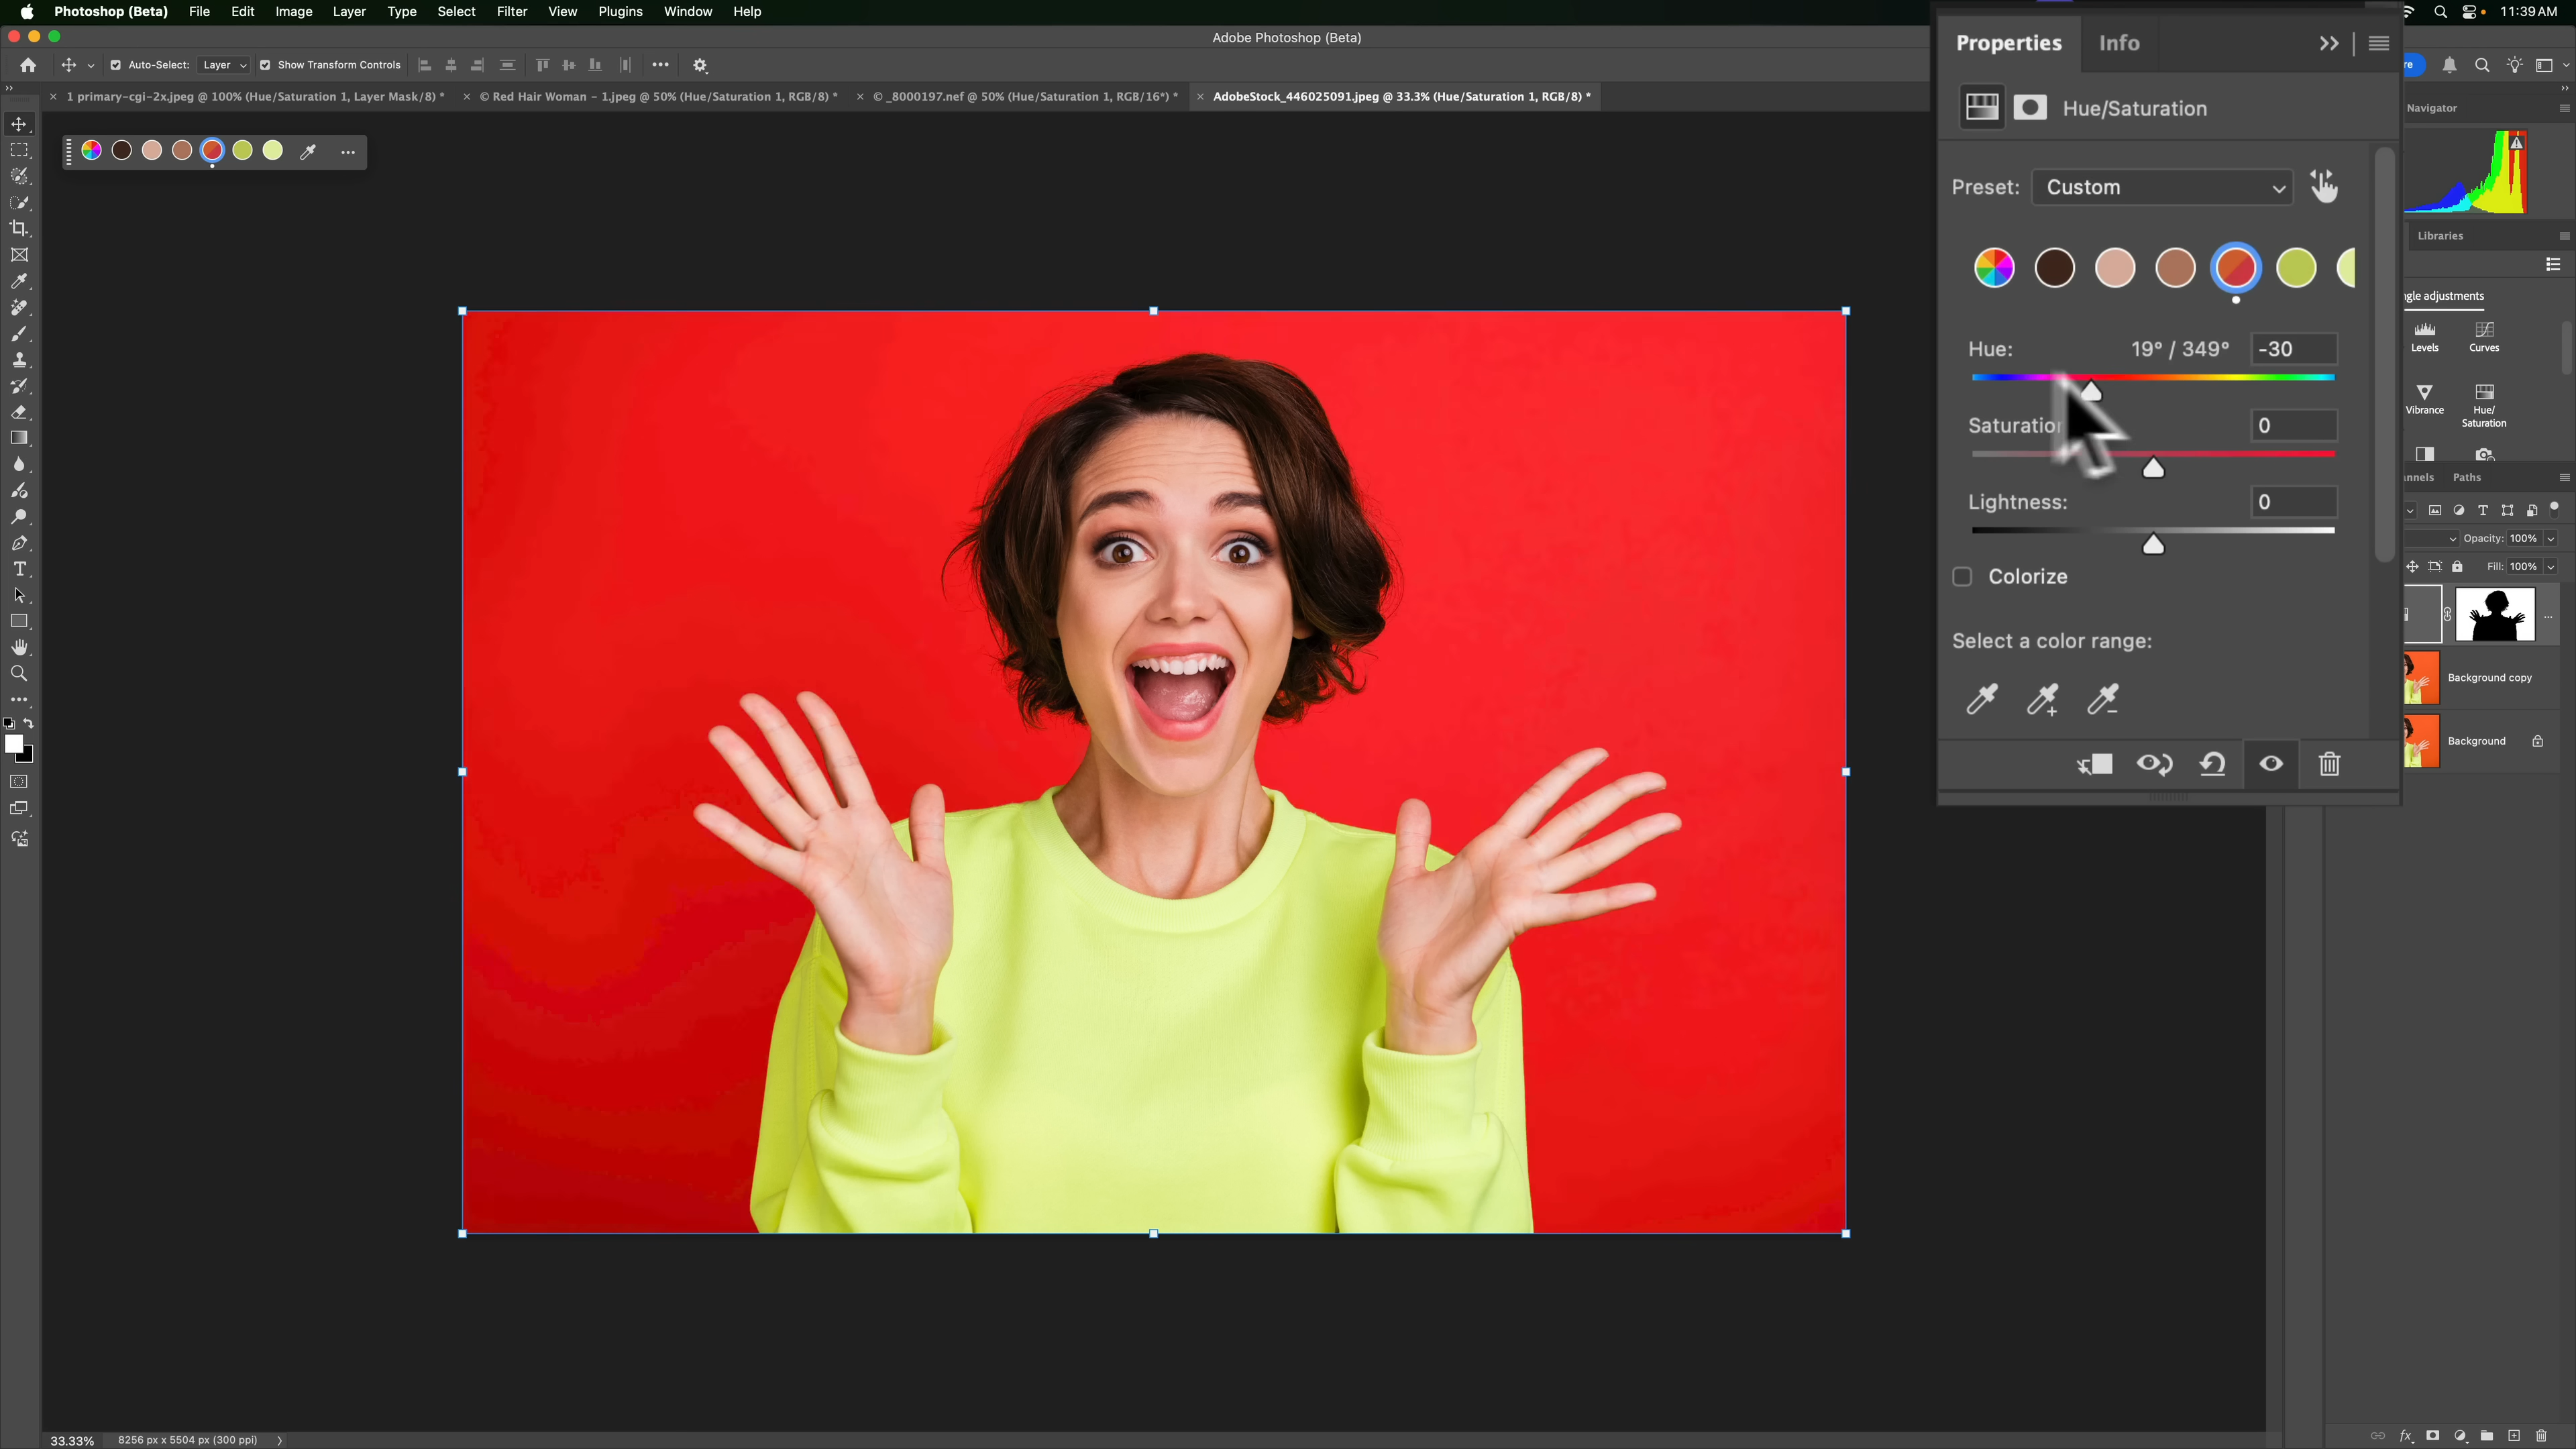 Photoshop (Beta) File Edit Image Layer Type Select Filter View Plugins Window Help
11:39 AM
Adobe Photoshop (Beta)
Auto-Select: Layer Show Transform Controls
1 primary-cgi-2x.jpeg @ 100% (Hue/Saturation 1, Layer Mask/8) *
© Red Hair Woman - 1.jpeg @ 50% (Hue/Saturation 1, RGB/8) *
© _8000197.nef @ 50% (Hue/Saturation 1, RGB/16*) *
AdobeStock_446025091.jpeg @ 33.3% (Hue/Saturation 1, RGB/8) *
Properties Info
Hue/Saturation
Preset: Custom
Hue: 19° / 349° -30
Saturation 0
Lightness: 0
Colorize
Select a color range:
Navigator
Libraries
gle adjustments
Levels Curves
Vibrance Hue/
Saturation
nnels Paths
Opacity: 100%
Fill: 100%
Background copy
Background
33.33% 8256 px x 5504 px (300 ppi)